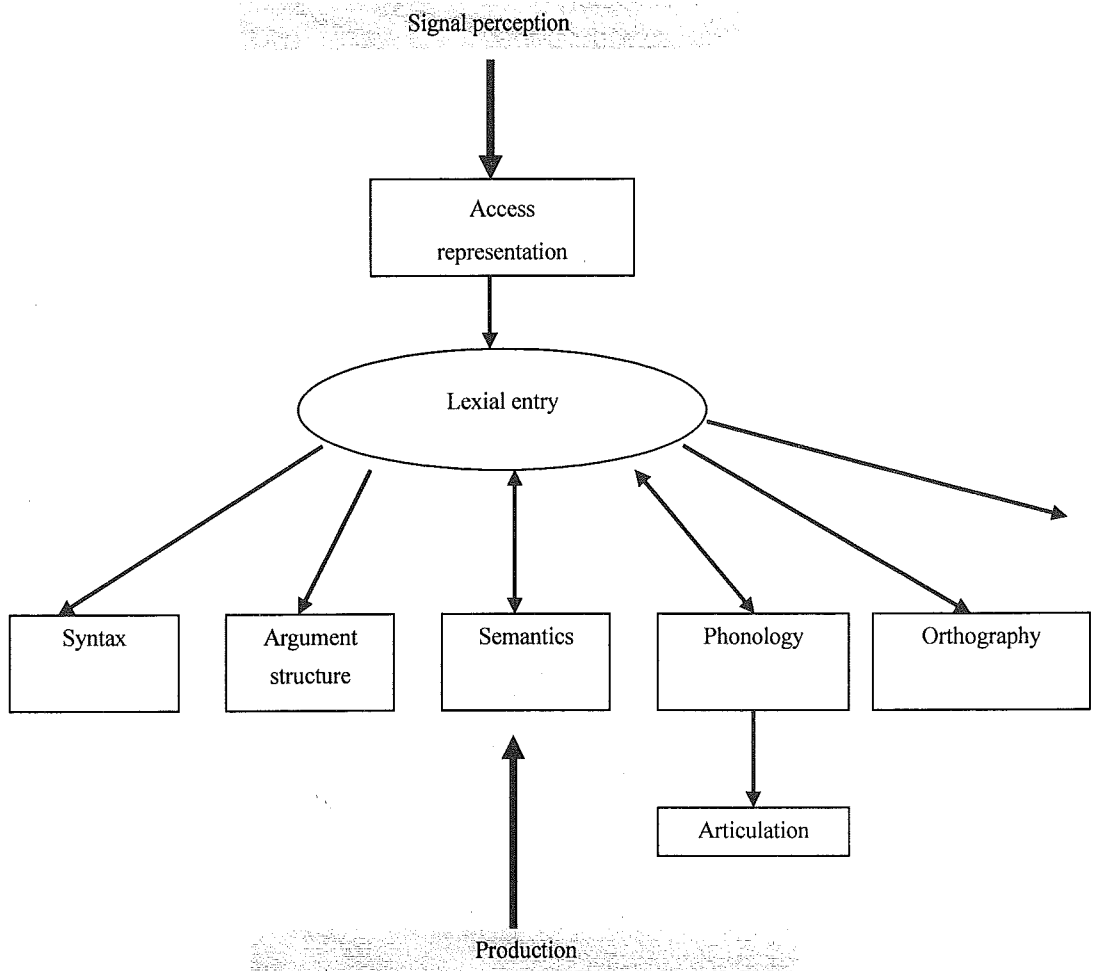 Signal perception
Access
representation
Lexial entry
Syntax
Argument
structure
Semantics
Phonology
Orthography
Articulation
Production